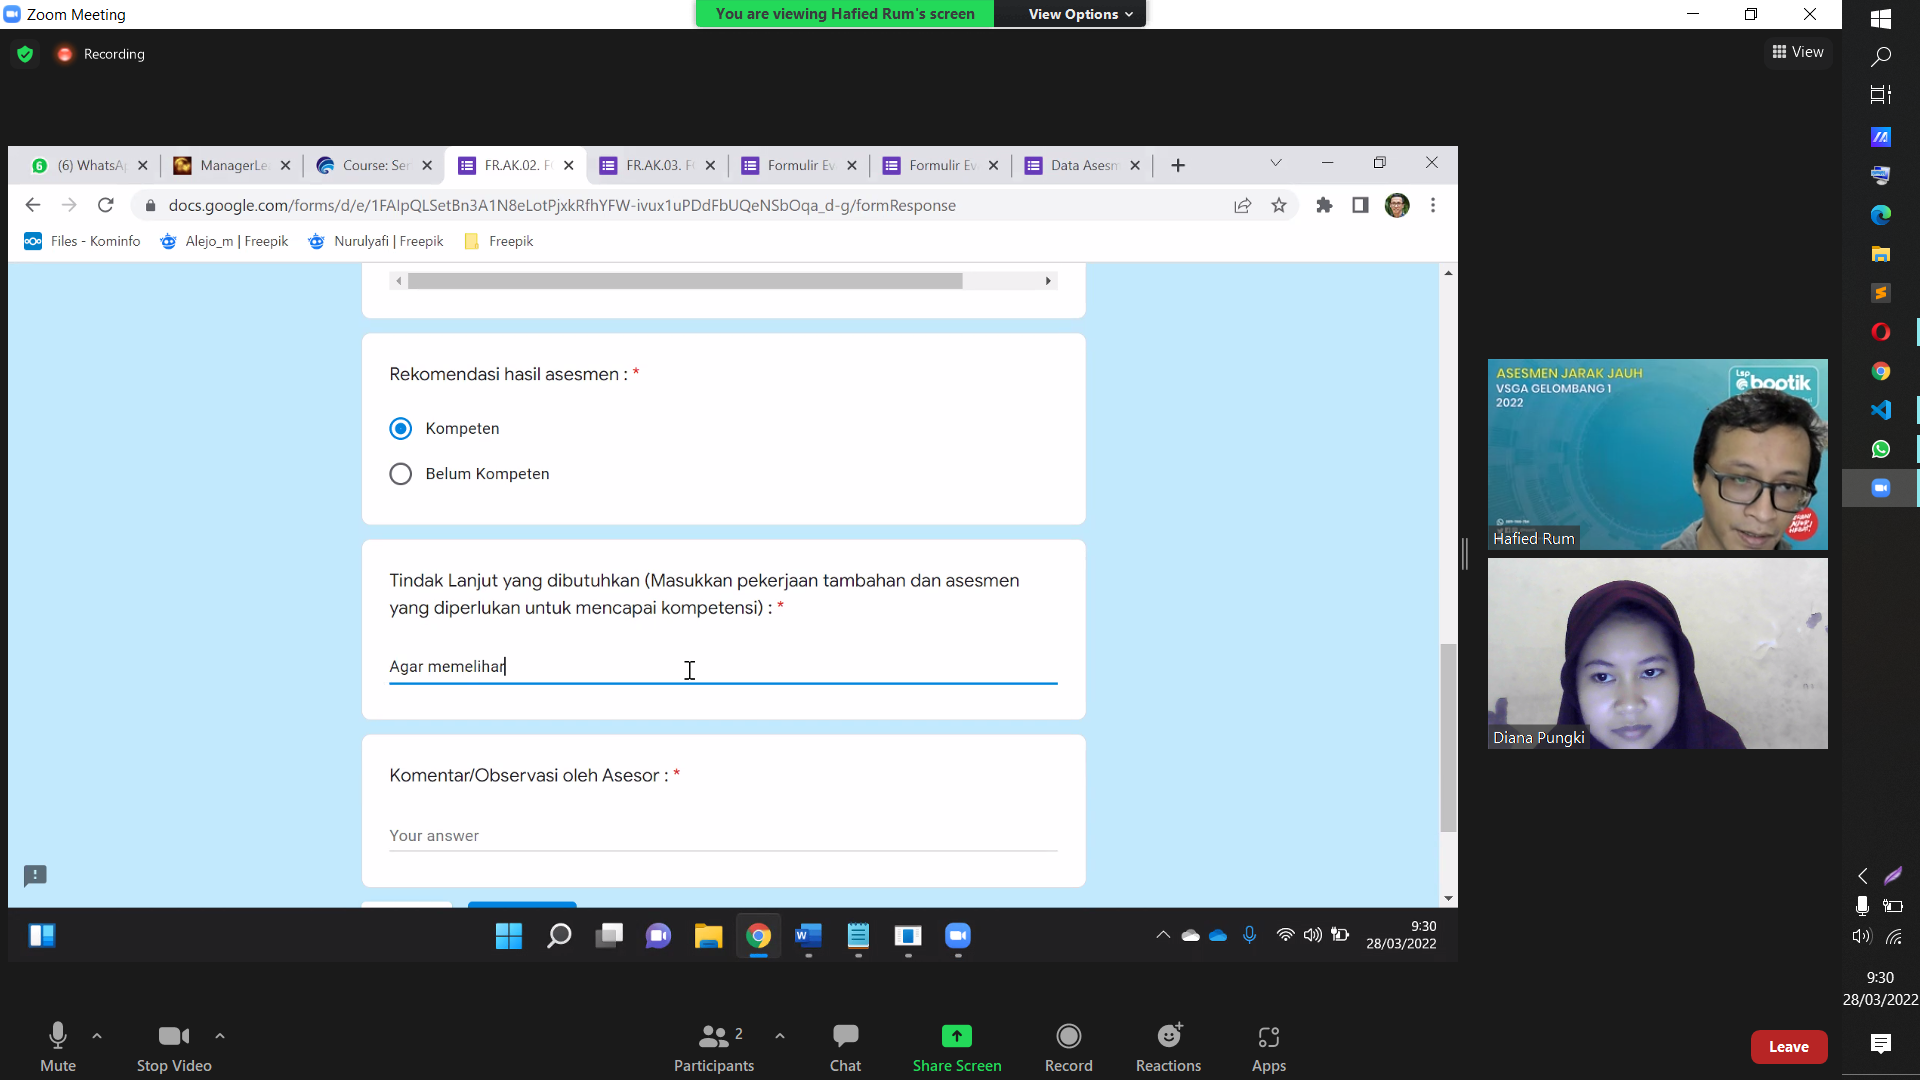 Zoom Meeting
You are viewing Hafied Rum's screen
View Options
Recording
View
(6) WhatsA
ManagerLe
Course: Ser
FR.AK.02. F
FR.AK.03. F
Formulir Ev
Formulir Ev
Data Asesm
docs.google.com/forms/d/e/1FAIpQLSetBn3A1N8eLotPjxkRfhYFW-ivux1uPDdFbUQeNSbOqa_d-g/formResponse
Files - Kominfo
Alejo_m | Freepik
Nurulyafi | Freepik
Freepik
Rekomendasi hasil asesmen : *
Kompeten
Belum Kompeten
Tindak Lanjut yang dibutuhkan (Masukkan pekerjaan tambahan dan asesmen
yang diperlukan untuk mencapai kompetensi) : *
Agar memelihar
Komentar/Observasi oleh Asesor : *
Your answer
9:30
28/03/2022
ASESMEN JARAK JAUH
VSGA GELOMBANG 1
2022
Lsp
Hafied Rum
Diana Pungki
9:30
28/03/2022
Mute
Stop Video
2
Participants
Chat
Share Screen
Record
Reactions
Apps
Leave